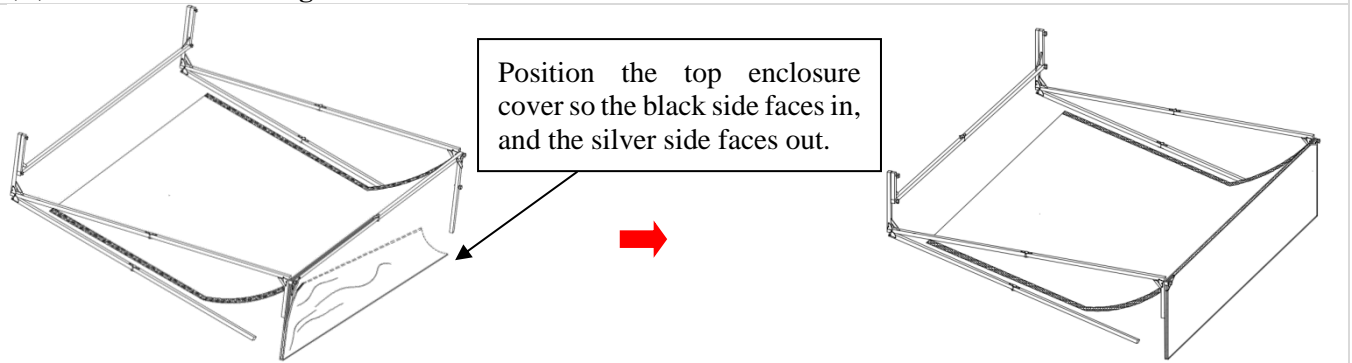 Position the top enclosure
cover so the black side faces in,
and the silver side faces out.